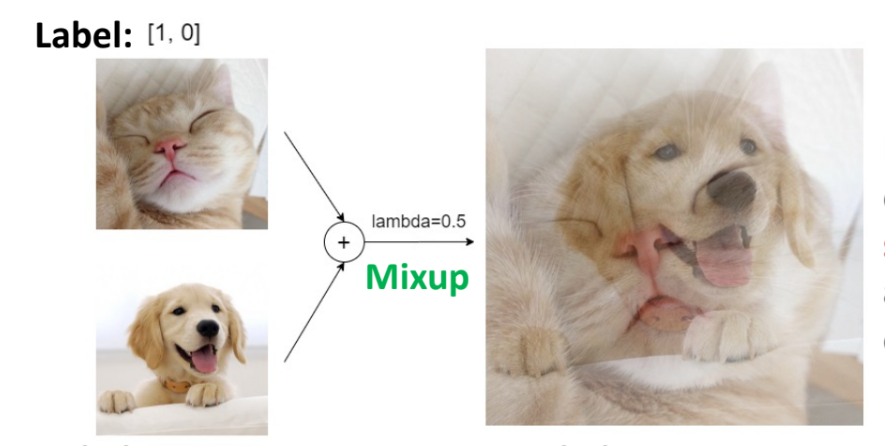 Label: [1, 0]
+
lambda=0.5
Mixup